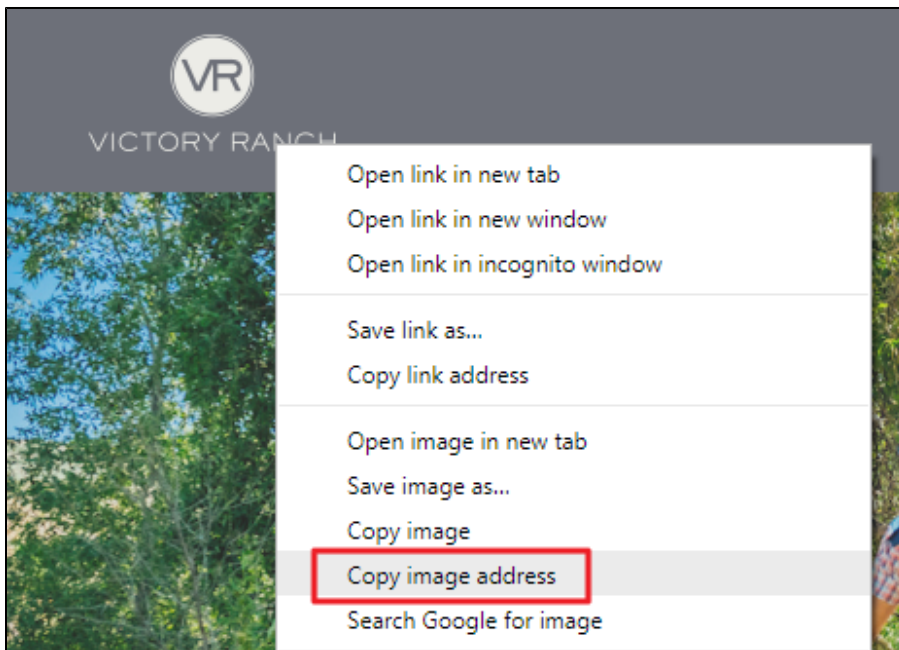 VR
VICTORY RANCH
Open link in new tab
Open link in new window
Open link in incognito window
Save link as...
Copy link address
Open image in new tab
Save image as...
Copy image
Copy image address
Search Google for image